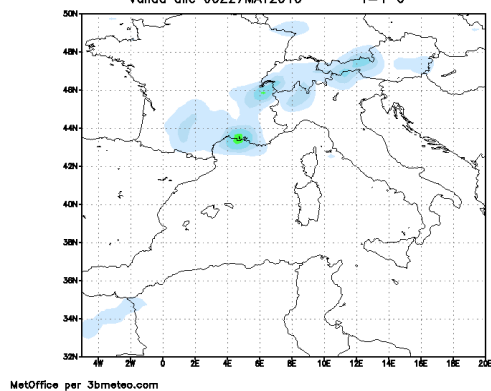 50N
48N
46N
44N
42N
40N
38N
36N
34N
32N
4W 2W 0 2E 4E 6E 8E 10E 12E 14E 16E 18E 20E
MetOffice per 3bmeteo.com